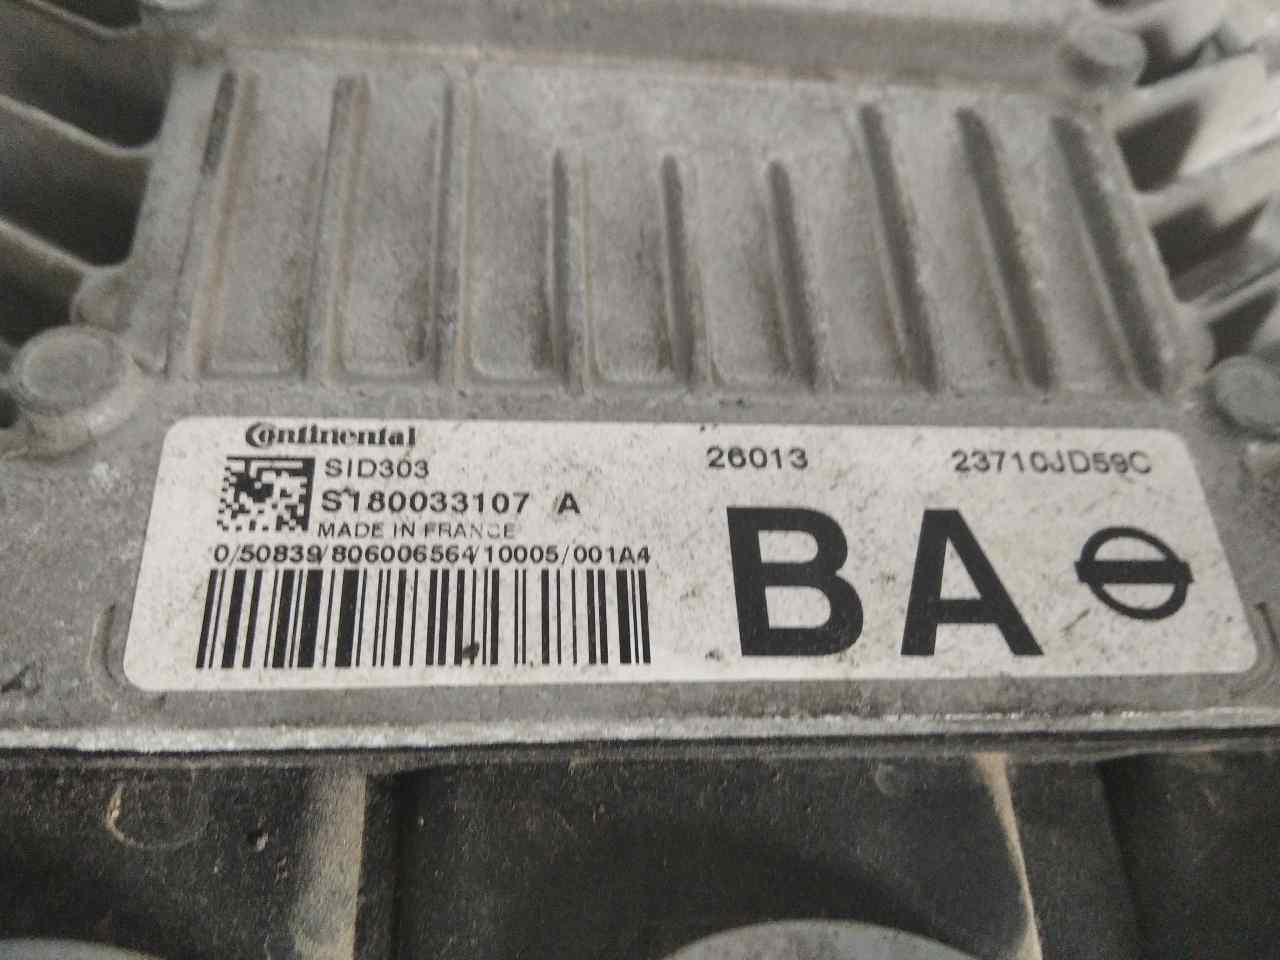 Continental
SID303
S180033107 A
MADE IN FRANCE
0/50839/806006564/10005/001A4
26013
23710JD59C
BA